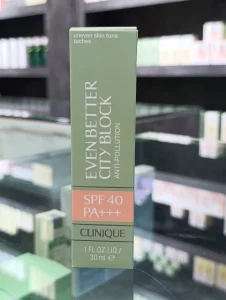 uneven skin tone
taches
EVEN BETTER
CITY BLOCK
ANTI-POLLUTION
SPF 40
PA+++
CLINIQUE
1 FL.OZ.LIQ /
30 ml ℮